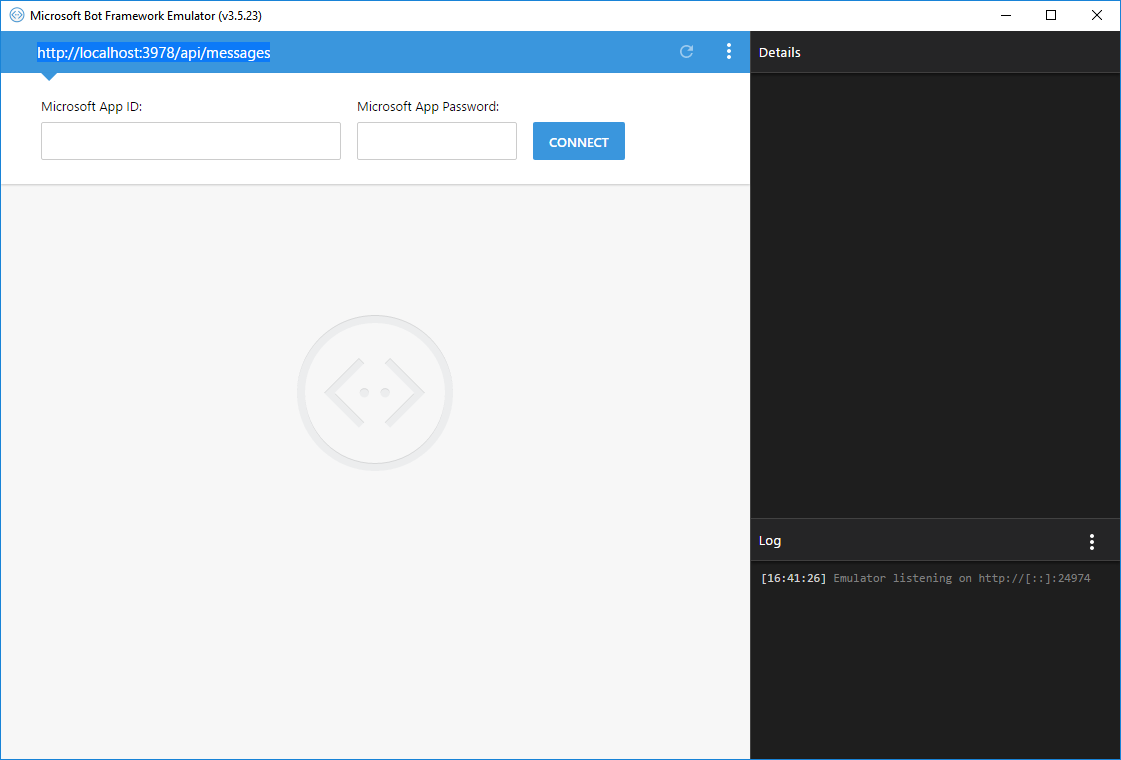 Microsoft Bot Framework Emulator (v3.5.23)
http://localhost:3978/api/messages
Microsoft App ID:
Microsoft App Password:
CONNECT
Details
Log
[16:41:26] Emulator listening on http://[::]:24974